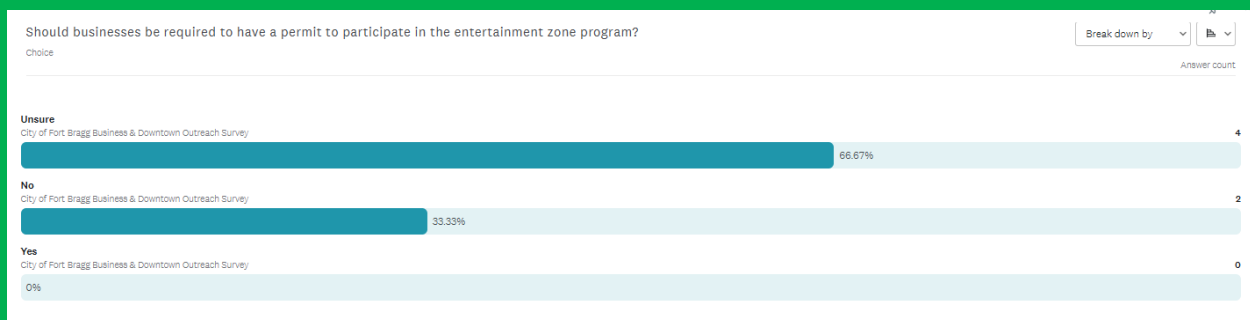 Should businesses be required to have a permit to participate in the entertainment zone program?
Break down by
Choice
Answer count
Unsure
City of Fort Bragg Business & Downtown Outreach Survey
4
66.67%
No
City of Fort Bragg Business & Downtown Outreach Survey
2
33.33%
Yes
City of Fort Bragg Business & Downtown Outreach Survey
0
0%